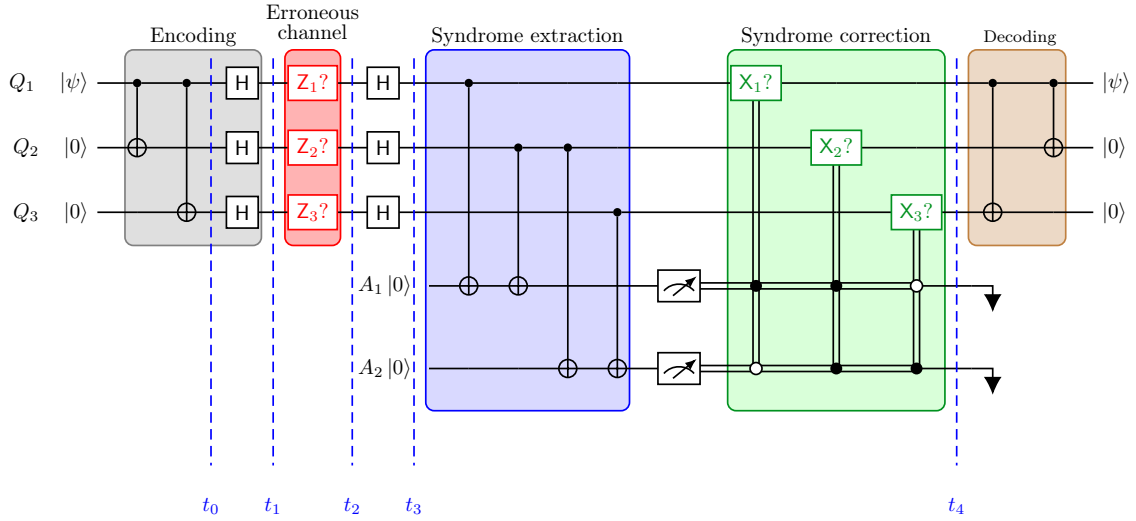 Erroneous
Encoding channel Syndrome extraction Syndrome correction Decoding
Q₁ |ψ⟩ H Z₁? H X₁? |ψ⟩
Q₂ |0⟩ H Z₂? H X₂? |0⟩
Q₃ |0⟩ H Z₃? H X₃? |0⟩
A₁ |0⟩
A₂ |0⟩
t₀ t₁ t₂ t₃ t₄